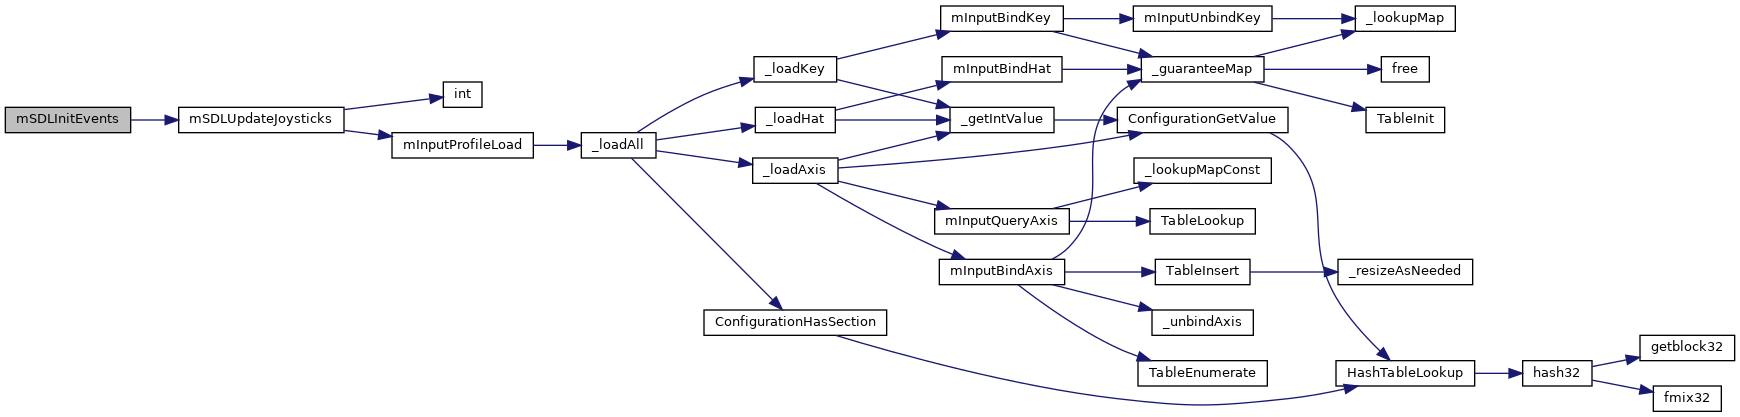 mSDLInitEvents
mSDLUpdateJoysticks
int
mInputProfileLoad
_loadAll
_loadKey
_loadHat
_loadAxis
ConfigurationHasSection
mInputBindKey
mInputBindHat
_getIntValue
mInputQueryAxis
mInputBindAxis
mInputUnbindKey
_guaranteeMap
ConfigurationGetValue
_lookupMapConst
TableLookup
TableInsert
_unbindAxis
TableEnumerate
_lookupMap
free
TableInit
_resizeAsNeeded
HashTableLookup
hash32
getblock32
fmix32